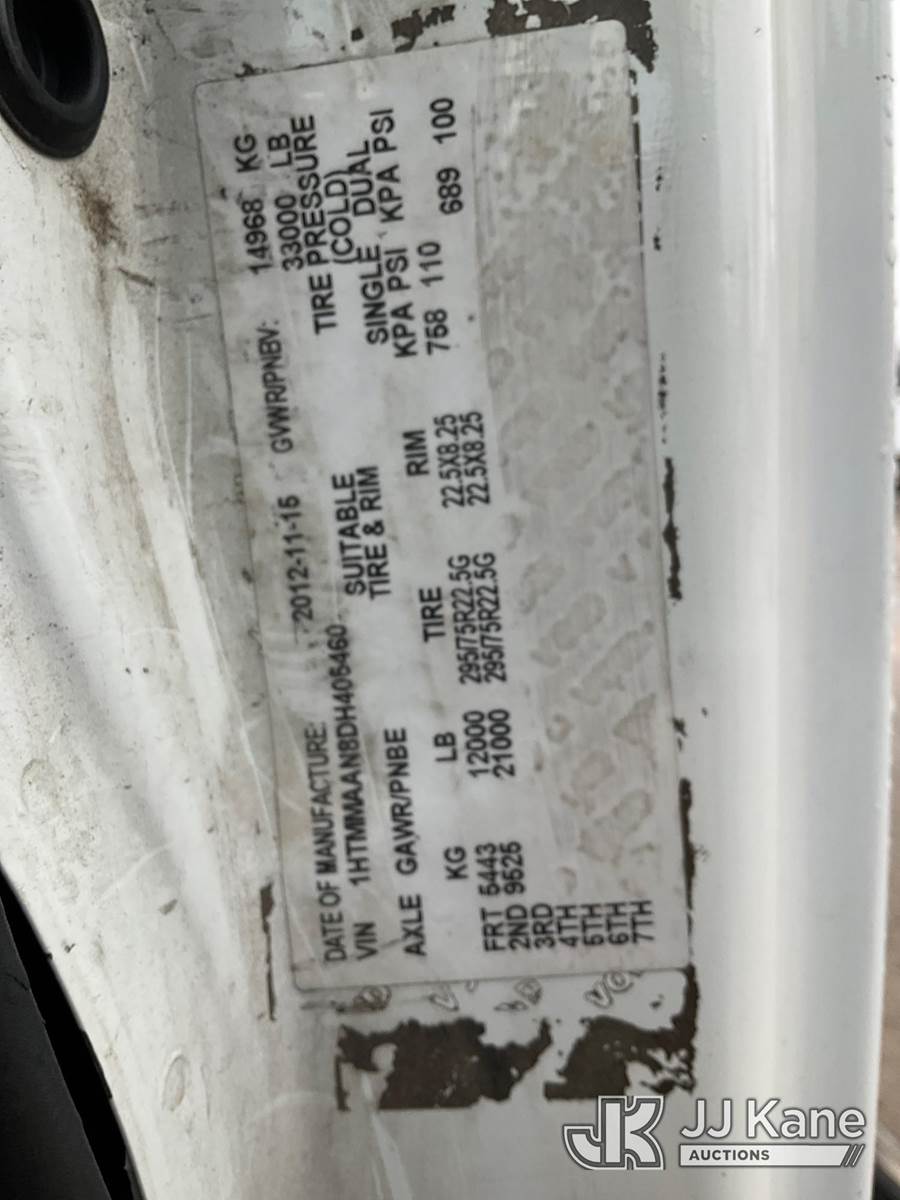 DATE OF MANUFACTURE: 2012-11-15 GVWR/PNBV: 14968 KG
33000 LB
VIN 1HTMMAAN8DH405460
SUITABLE TIRE PRESSURE
TIRE & RIM (COLD)
SINGLE DUAL
AXLE GAWR/PNBE TIRE RIM KPA PSI KPA PSI
KG LB
FRT 5443 12000 295/75R22.5G 22.5X8.25 758 110
2ND 9525 21000 295/75R22.5G 22.5X8.25 689 100
3RD
4TH
5TH
6TH
7TH
JK JJ Kane
AUCTIONS